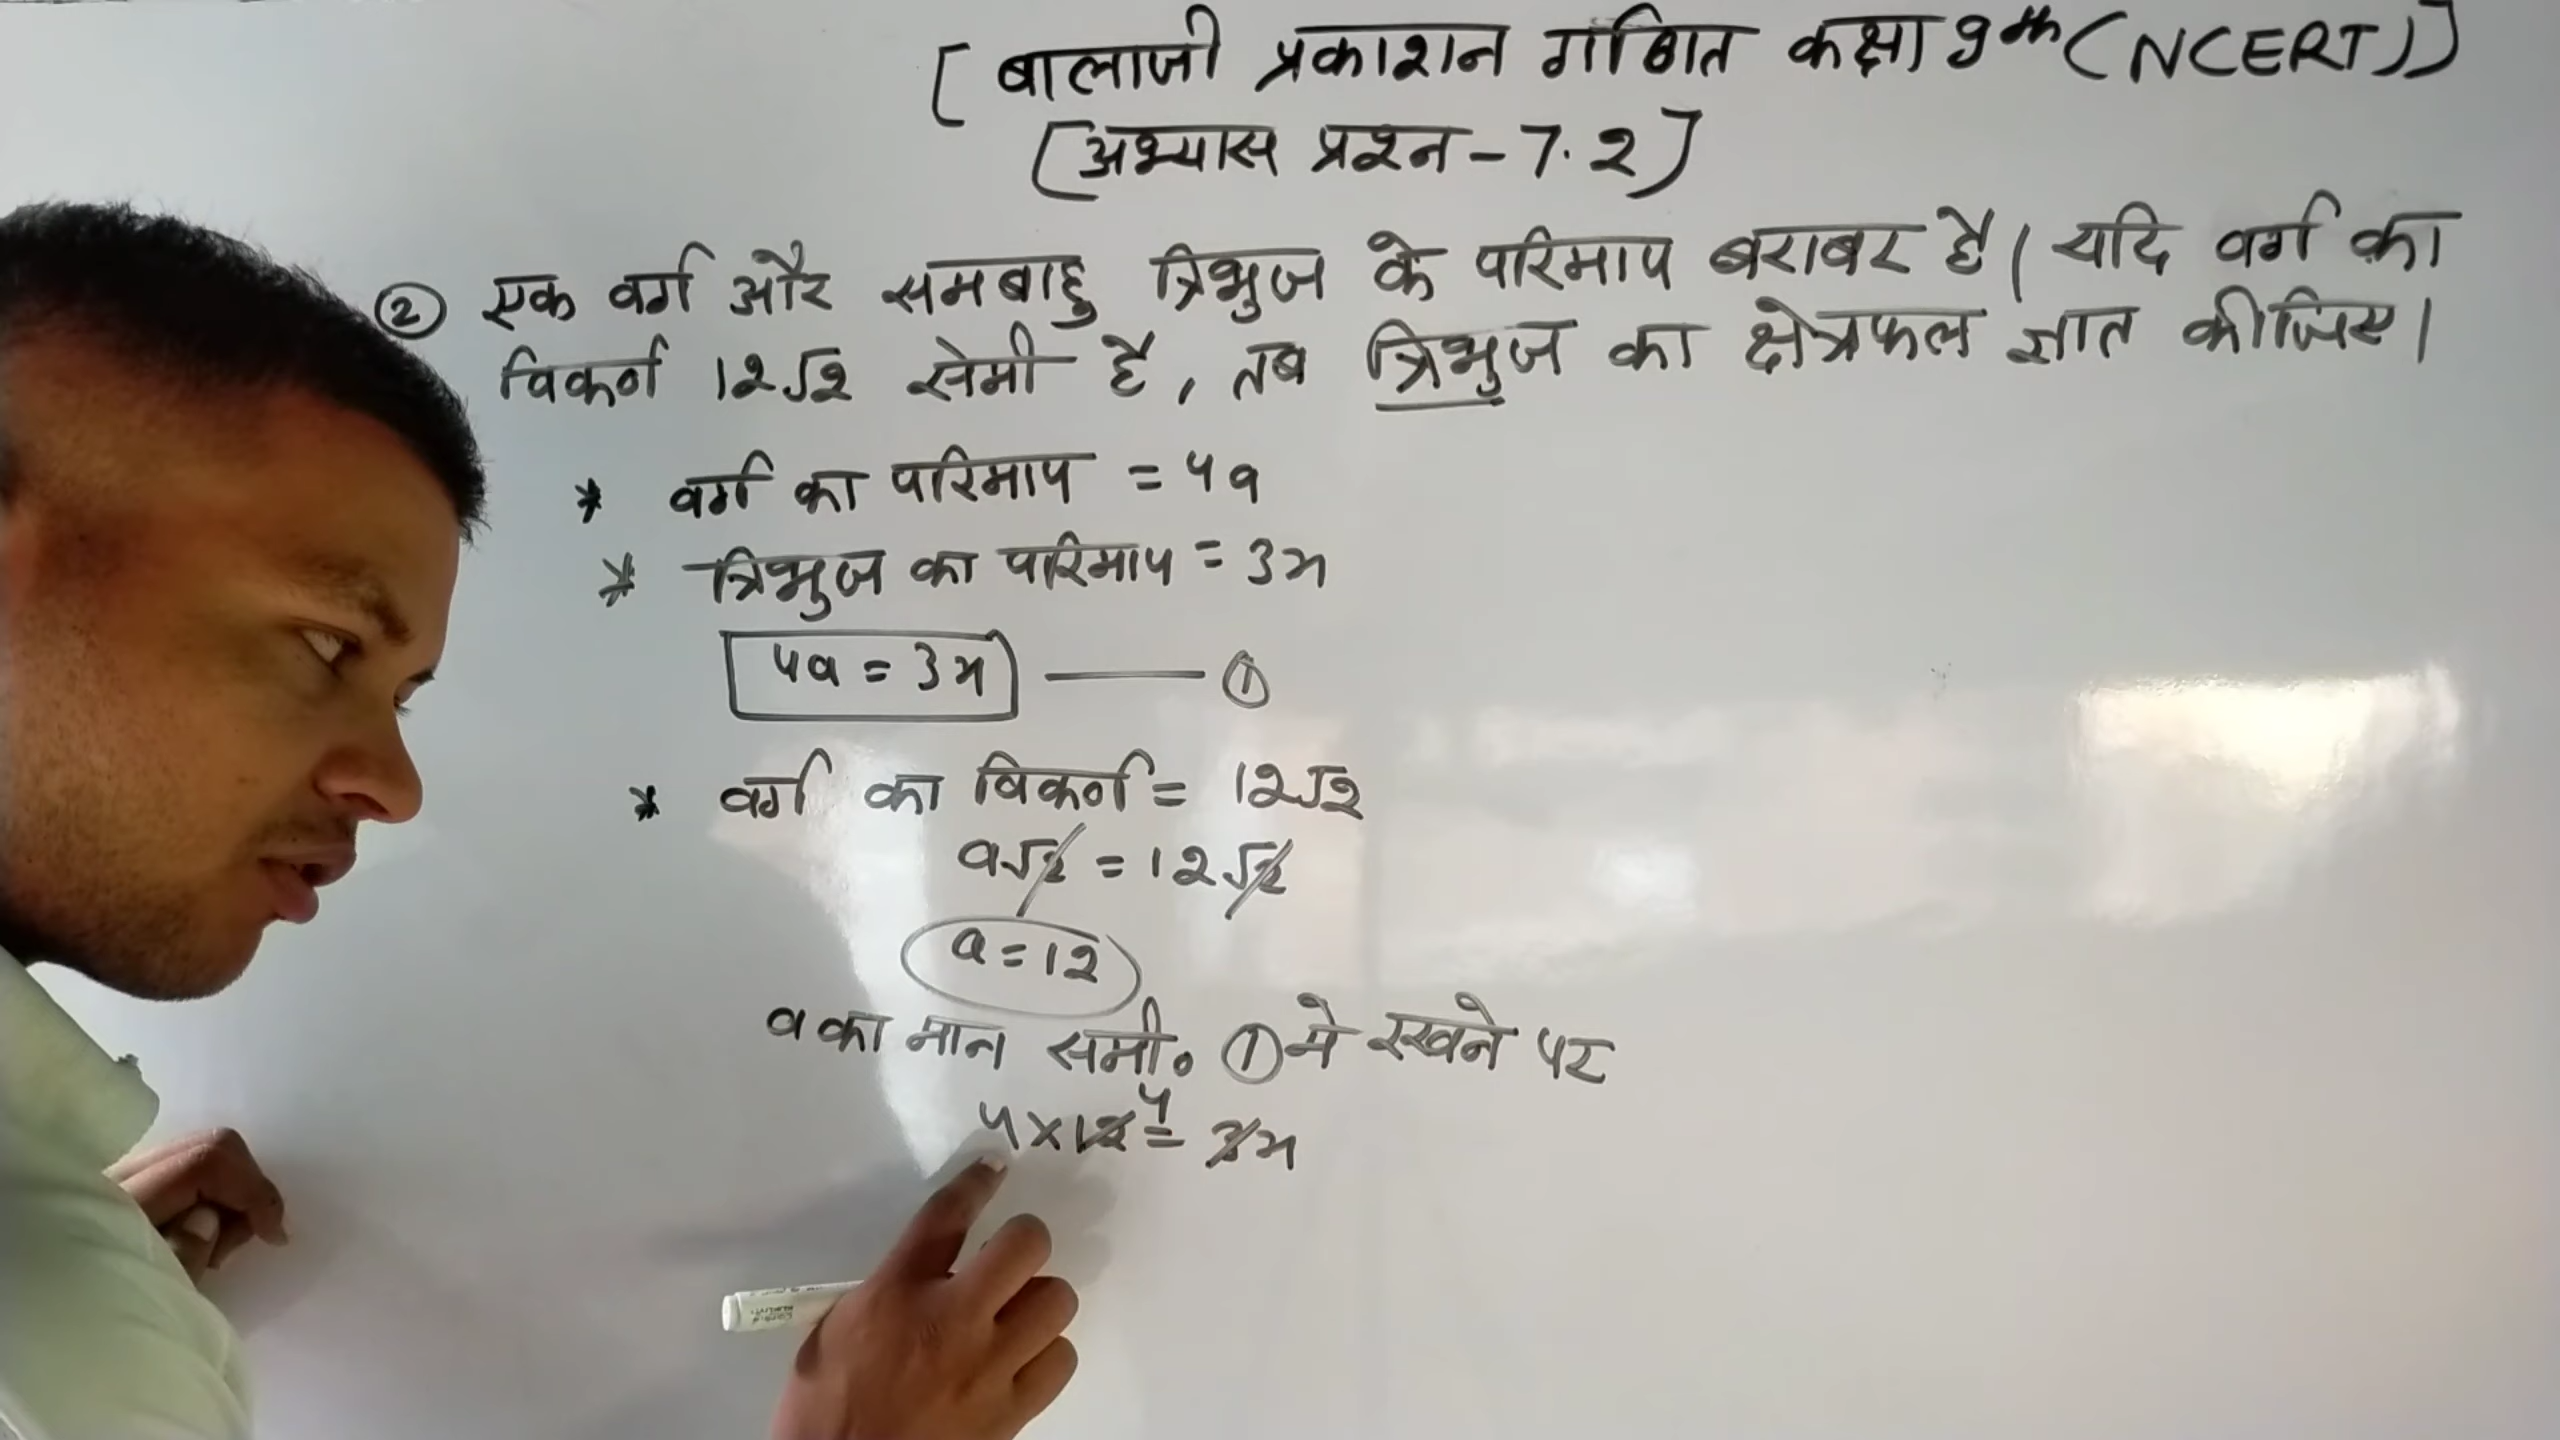 [बालाजी प्रकाशन गणित कक्षा 9th (NCERT)]
[अभ्यास प्रश्न - 7.2]
② एक वर्ग और समबाहु त्रिभुज के परिमाप बराबर है। यदि वर्ग का
विकर्ण 12√2 सेमी है, तब त्रिभुज का क्षेत्रफल ज्ञात कीजिए।
* वर्ग का परिमाप = 4a
* त्रिभुज का परिमाप = 3x
4a = 3x —— ①
* वर्ग का विकर्ण = 12√2
a√2 = 12√2
a = 12
a का मान समी० ① मे रखने पर
4
4×12 = 3x